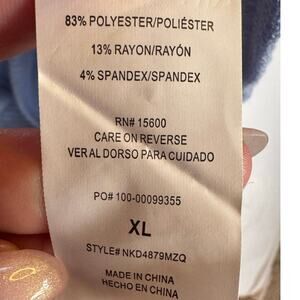 83% POLYESTER/POLIÉSTER
13% RAYON/RAYÓN
4% SPANDEX/SPANDEX
RN# 15600
CARE ON REVERSE
VER AL DORSO PARA CUIDADO
PO# 100-00099355
XL
STYLE# NKD4879MZQ
MADE IN CHINA
HECHO EN CHINA